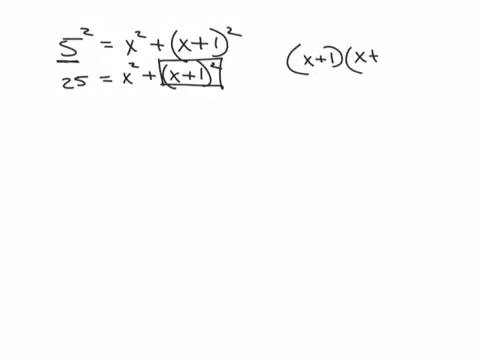 5² = x² + (x+1)²
25 = x² + (x+1)²
(x+1)(x+